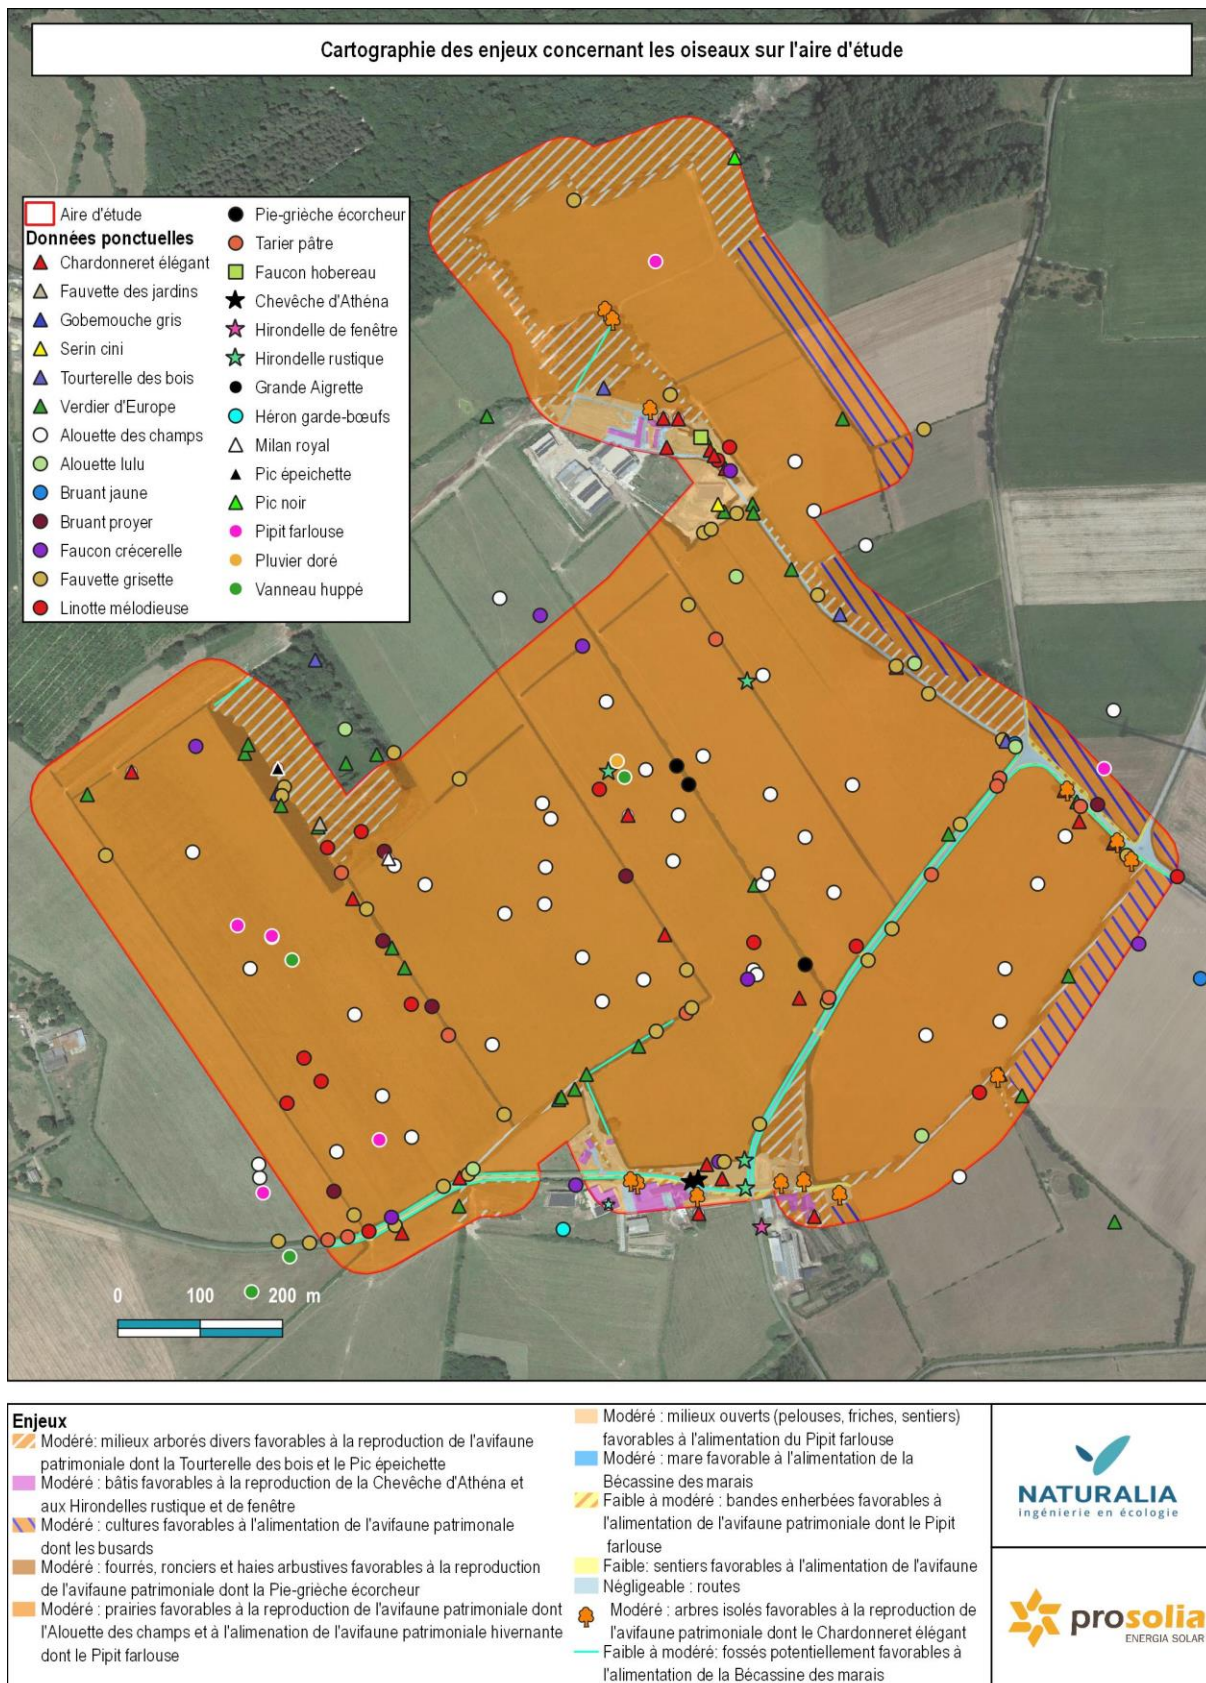 Cartographie des enjeux concernant les oiseaux sur l'aire d'étude
Aire d'étude
Données ponctuelles
Chardonneret élégant
Fauvette des jardins
Gobemouche gris
Serin cini
Tourterelle des bois
Verdier d'Europe
Alouette des champs
Alouette lulu
Bruant jaune
Bruant proyer
Faucon crécerelle
Fauvette grisette
Linotte mélodieuse
Pie-grièche écorcheur
Tarier pâtre
Faucon hobereau
Chevêche d'Athéna
Hirondelle de fenêtre
Hirondelle rustique
Grande Aigrette
Héron garde-bœufs
Milan royal
Pic épeichette
Pic noir
Pipit farlouse
Pluvier doré
Vanneau huppé
0 100 200 m
Enjeux
Modéré: milieux arborés divers favorables à la reproduction de l'avifaune
patrimoniale dont la Tourterelle des bois et le Pic épeichette
Modéré : bâtis favorables à la reproduction de la Chevêche d'Athéna et
aux Hirondelles rustique et de fenêtre
Modéré : cultures favorables à l'alimentation de l'avifaune patrimonale
dont les busards
Modéré : fourrés, ronciers et haies arbustives favorables à la reproduction
de l'avifaune patrimoniale dont la Pie-grièche écorcheur
Modéré : prairies favorables à la reproduction de l'avifaune patrimoniale dont
l'Alouette des champs et à l'alimenation de l'avifaune patrimoniale hivernante
dont le Pipit farlouse
Modéré : milieux ouverts (pelouses, friches, sentiers)
favorables à l'alimentation du Pipit farlouse
Modéré : mare favorable à l'alimentation de la
Bécassine des marais
Faible à modéré : bandes enherbées favorables à
l'alimentation de l'avifaune patrimoniale dont le Pipit
farlouse
Faible: sentiers favorables à l'alimentation de l'avifaune
Négligeable : routes
Modéré : arbres isolés favorables à la reproduction de
l'avifaune patrimoniale dont le Chardonneret élégant
Faible à modéré: fossés potentiellement favorables à
l'alimentation de la Bécassine des marais
NATURALIA
ingénierie en écologie
prosolia
ENERGIA SOLAR